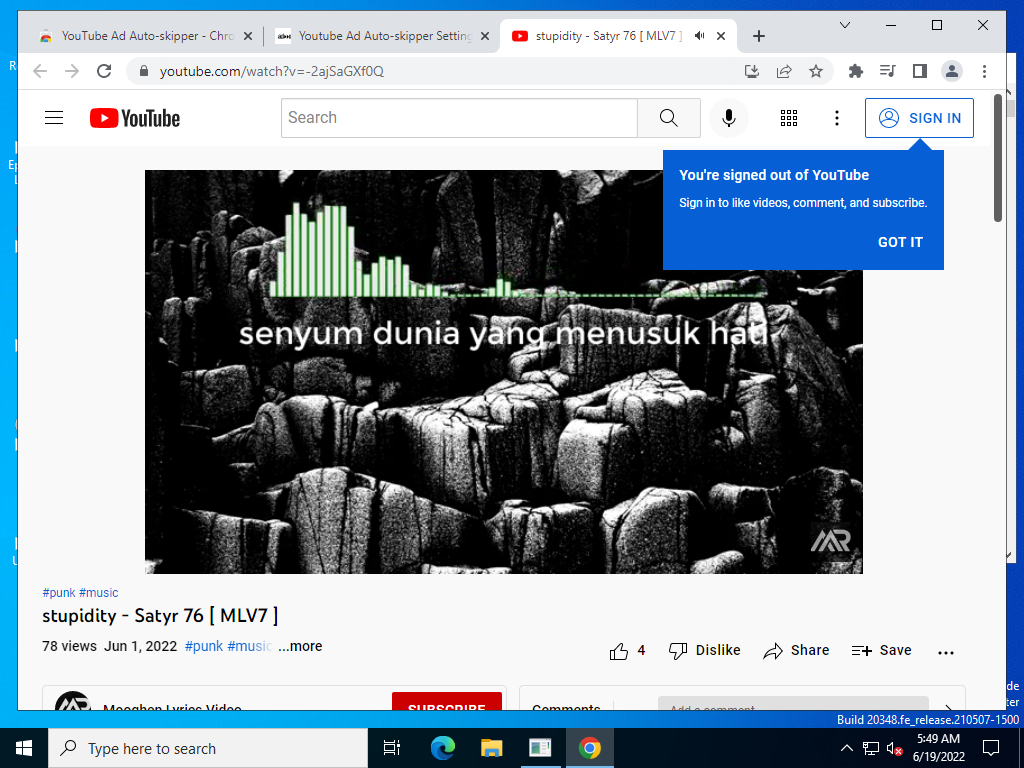 YouTube Ad Auto-skipper - Chro
Youtube Ad Auto-skipper Setting
stupidity - Satyr 76 [ MLV7 ]
youtube.com/watch?v=-2ajSaGXf0Q
YouTube
Search
SIGN IN
You're signed out of YouTube
Sign in to like videos, comment, and subscribe.
GOT IT
senyum dunia yang menusuk hati
#punk #music
stupidity - Satyr 76 [ MLV7 ]
78 views Jun 1, 2022 #punk #music ...more
4 Dislike Share Save
Mooghen Lyrics Video
SUBSCRIBE
Comments
Add a comment
Build 20348.fe_release.210507-1500
Type here to search
5:49 AM
6/19/2022